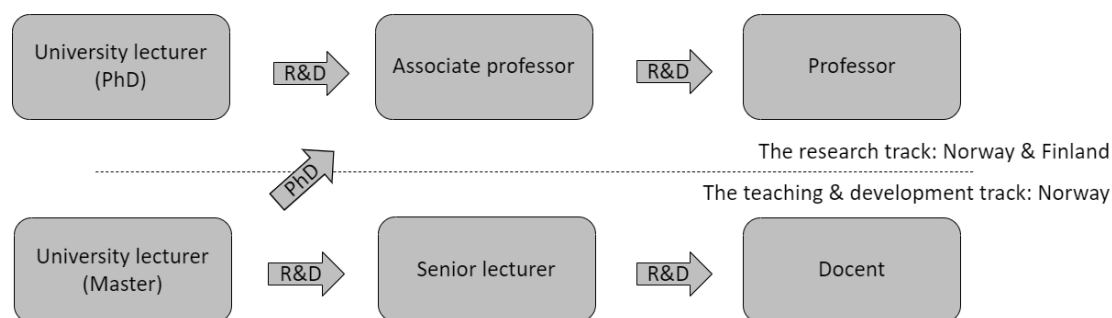 University lecturer
(PhD)
R&D
Associate professor
R&D
Professor
The research track: Norway & Finland
PhD
The teaching & development track: Norway
University lecturer
(Master)
R&D
Senior lecturer
R&D
Docent